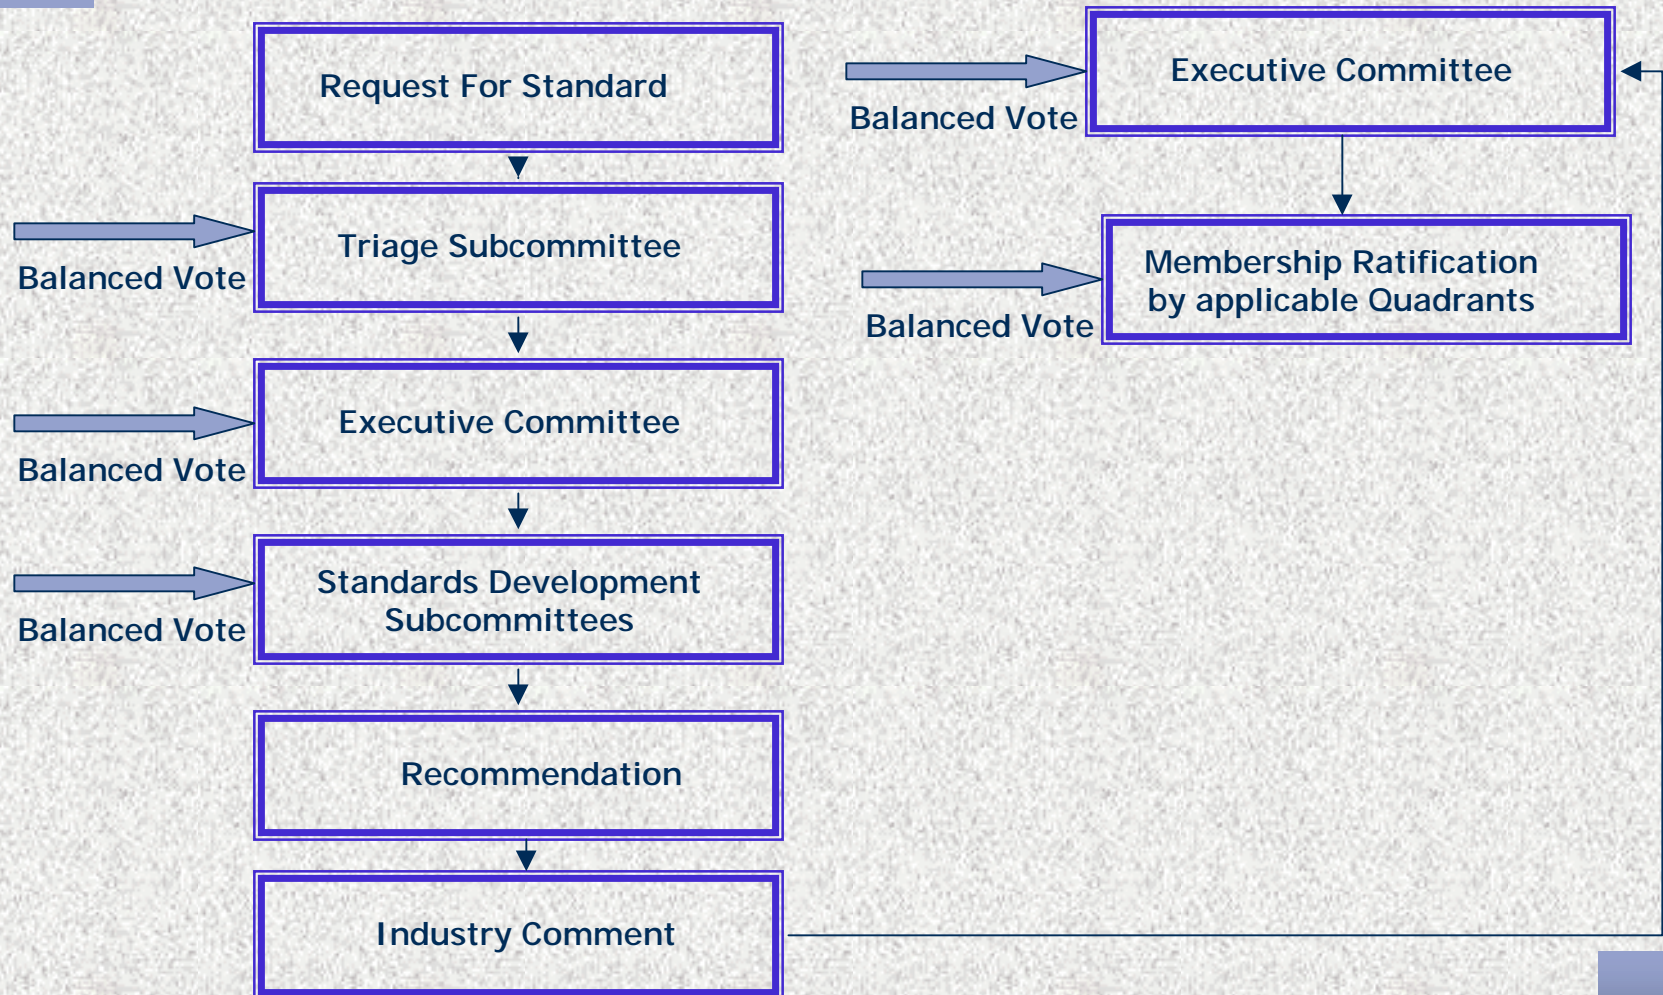 Request For Standard
Balanced Vote
Triage Subcommittee
Balanced Vote
Executive Committee
Balanced Vote
Standards Development
Subcommittees
Recommendation
Industry Comment
Balanced Vote
Executive Committee
Balanced Vote
Membership Ratification
by applicable Quadrants